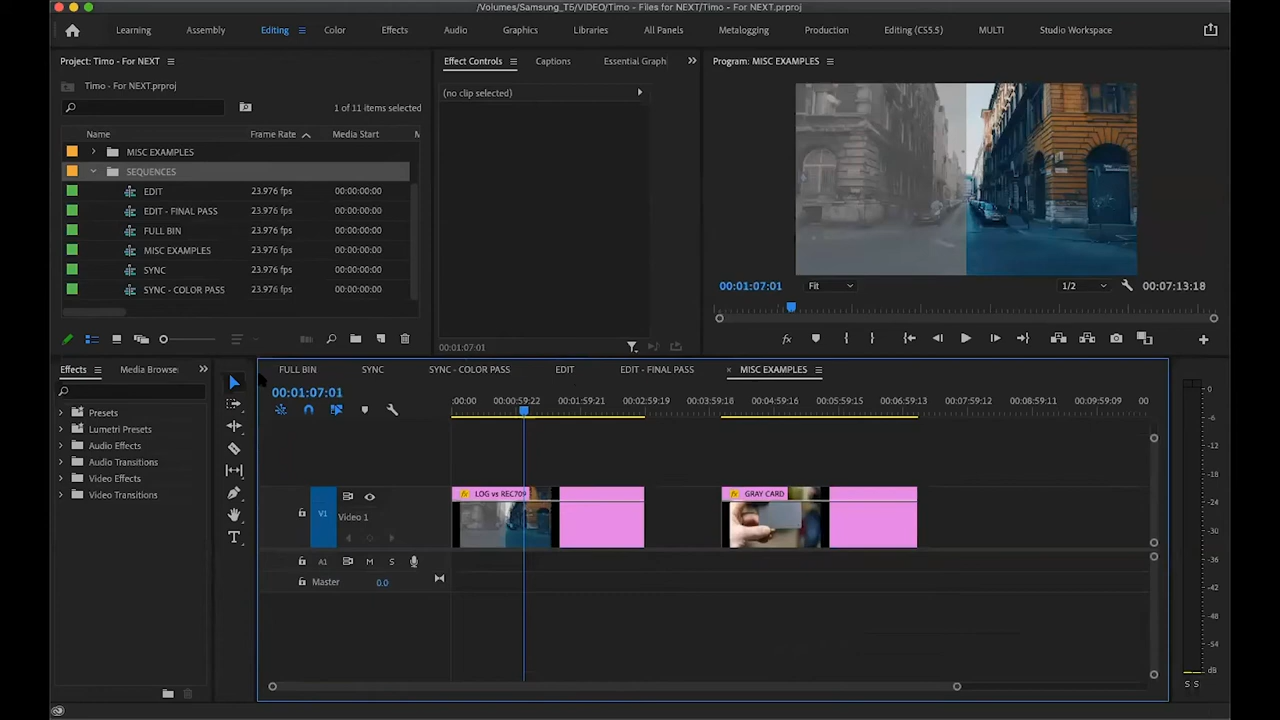 /Volumes/Samsung_T5/VIDEO/Timo - Files for NEXT/Timo - For NEXT.prproj
Learning Assembly Editing Color Effects Audio Graphics Libraries All Panels Metalogging Production Editing (CS5.5) MULTI Studio Workspace
Project: Timo - For NEXT
Timo - For NEXT.prproj
1 of 11 items selected
Name Frame Rate Media Start M
MISC EXAMPLES
SEQUENCES
EDIT 23.976 fps 00:00:00:00
EDIT - FINAL PASS 23.976 fps 00:00:00:00
FULL BIN 23.976 fps 00:00:00:00
MISC EXAMPLES 23.976 fps 00:00:00:00
SYNC 23.976 fps 00:00:00:00
SYNC - COLOR PASS 23.976 fps 00:00:00:00
Effect Controls Captions Essential Graph
(no clip selected)
00:01:07:01
Program: MISC EXAMPLES
00:01:07:01 Fit 1/2 00:07:13:18
fx
Effects Media Browse
Presets
Lumetri Presets
Audio Effects
Audio Transitions
Video Effects
Video Transitions
T
FULL BIN SYNC SYNC - COLOR PASS EDIT EDIT - FINAL PASS × MISC EXAMPLES
00:01:07:01
:00:00 00:00:59:22 00:01:59:21 00:02:59:19 00:03:59:18 00:04:59:16 00:05:59:15 00:06:59:13 00:07:59:12 00:08:59:11 00:09:59:09 00
fx LOG vs REC709 fx GRAY CARD
V1 Video 1
A1 M S
Master 0.0
0
-6
-12
-18
-24
-30
-36
-42
-48
-54
dB
S S